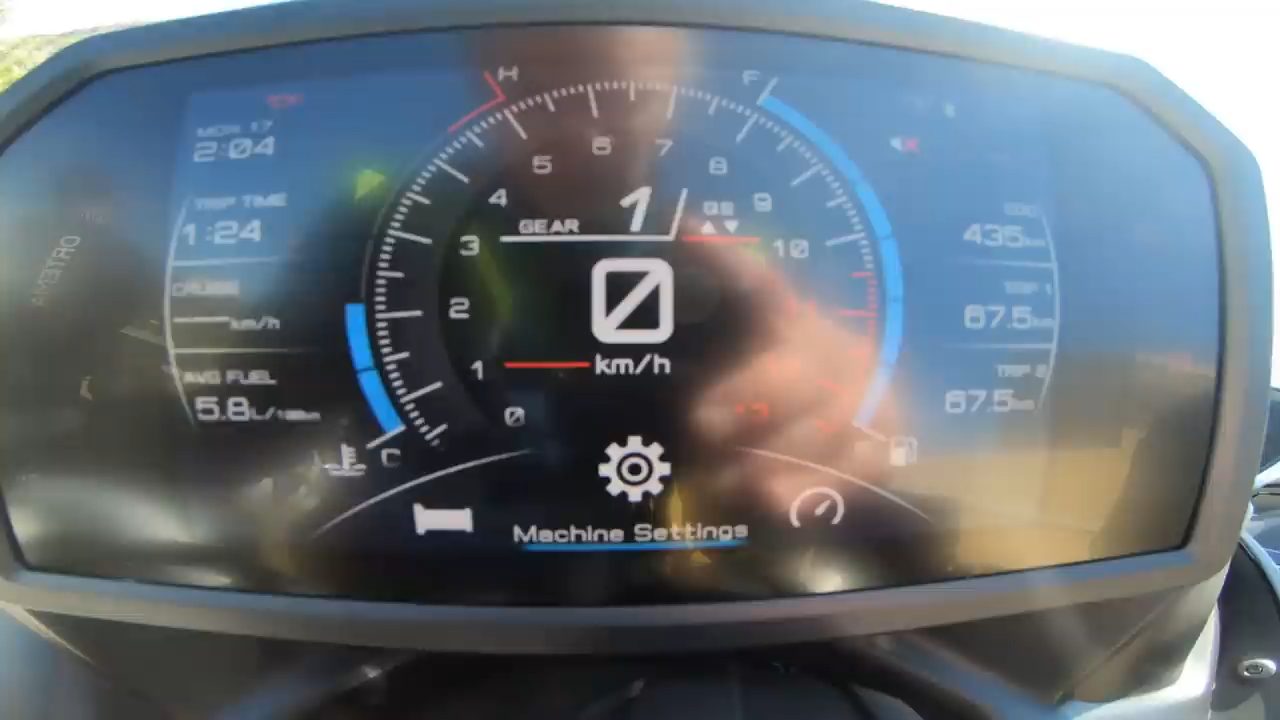 MON 17
2:04
TRIP TIME
1:24
CRUISE
km/h
AVG FUEL
5.8L/100km
H
F
C
0
1
2
3
4
5
6
7
8
9
10
GEAR 1
QS
0
km/h
ODO
435km
TRIP 1
67.5km
TRIP 2
67.5km
Machine Settings